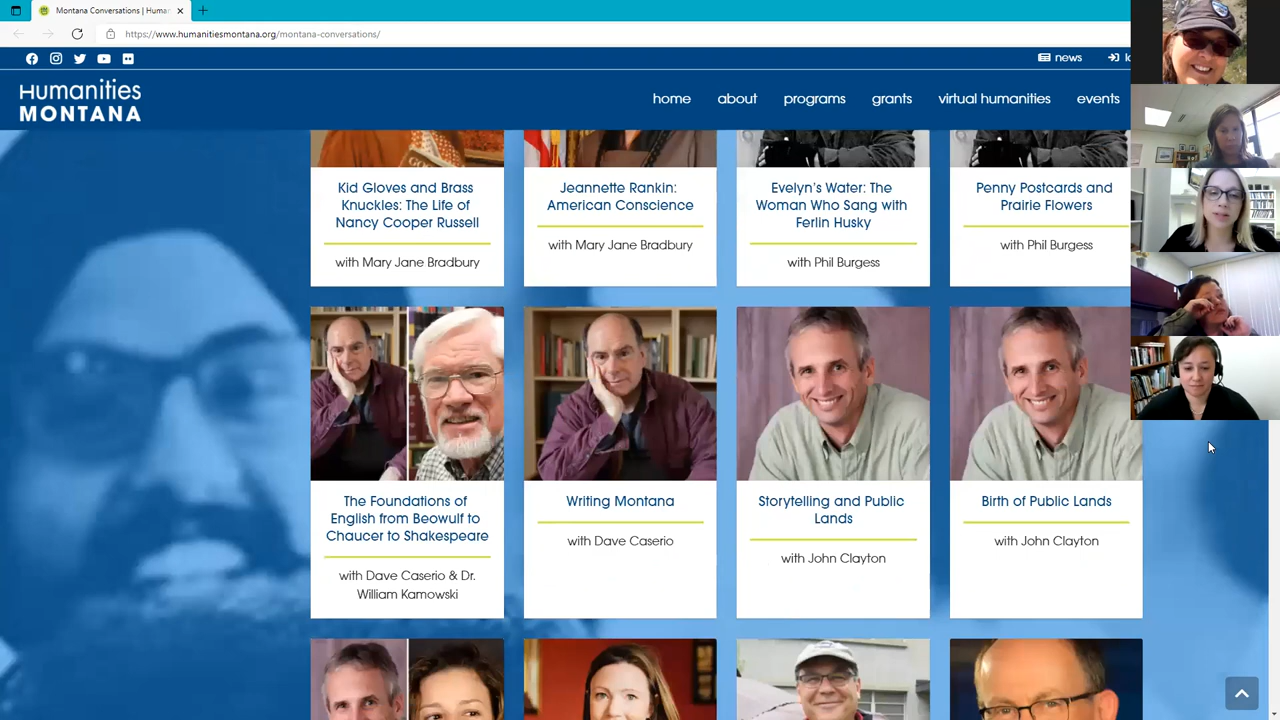 Montana Conversations | Human
https://www.humanitiesmontana.org/montana-conversations/
news
Humanities
MONTANA
home
about
programs
grants
virtual humanities
events
Kid Gloves and Brass
Knuckles: The Life of
Nancy Cooper Russell
with Mary Jane Bradbury
Jeannette Rankin:
American Conscience
with Mary Jane Bradbury
Evelyn's Water: The
Woman Who Sang with
Ferlin Husky
with Phil Burgess
Penny Postcards and
Prairie Flowers
with Phil Burgess
The Foundations of
English from Beowulf to
Chaucer to Shakespeare
with Dave Caserio & Dr.
William Kamowski
Writing Montana
with Dave Caserio
Storytelling and Public
Lands
with John Clayton
Birth of Public Lands
with John Clayton